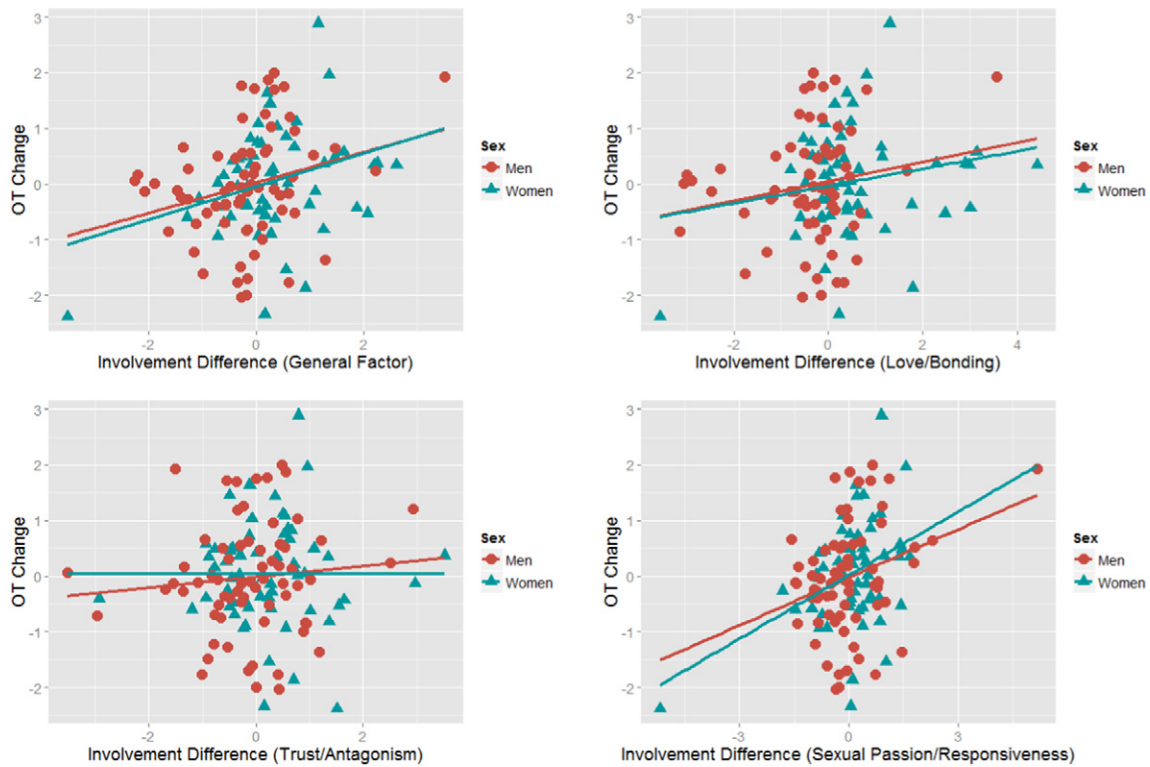 3
2
1
0
-1
-2
OT Change
-2 0 2
Involvement Difference (General Factor)
Sex
Men
Women
3
2
1
0
-1
-2
OT Change
-2 0 2 4
Involvement Difference (Love/Bonding)
Sex
Men
Women
3
2
1
0
-1
-2
OT Change
-2 0 2
Involvement Difference (Trust/Antagonism)
Sex
Men
Women
3
2
1
0
-1
-2
OT Change
-3 0 3
Involvement Difference (Sexual Passion/Responsiveness)
Sex
Men
Women